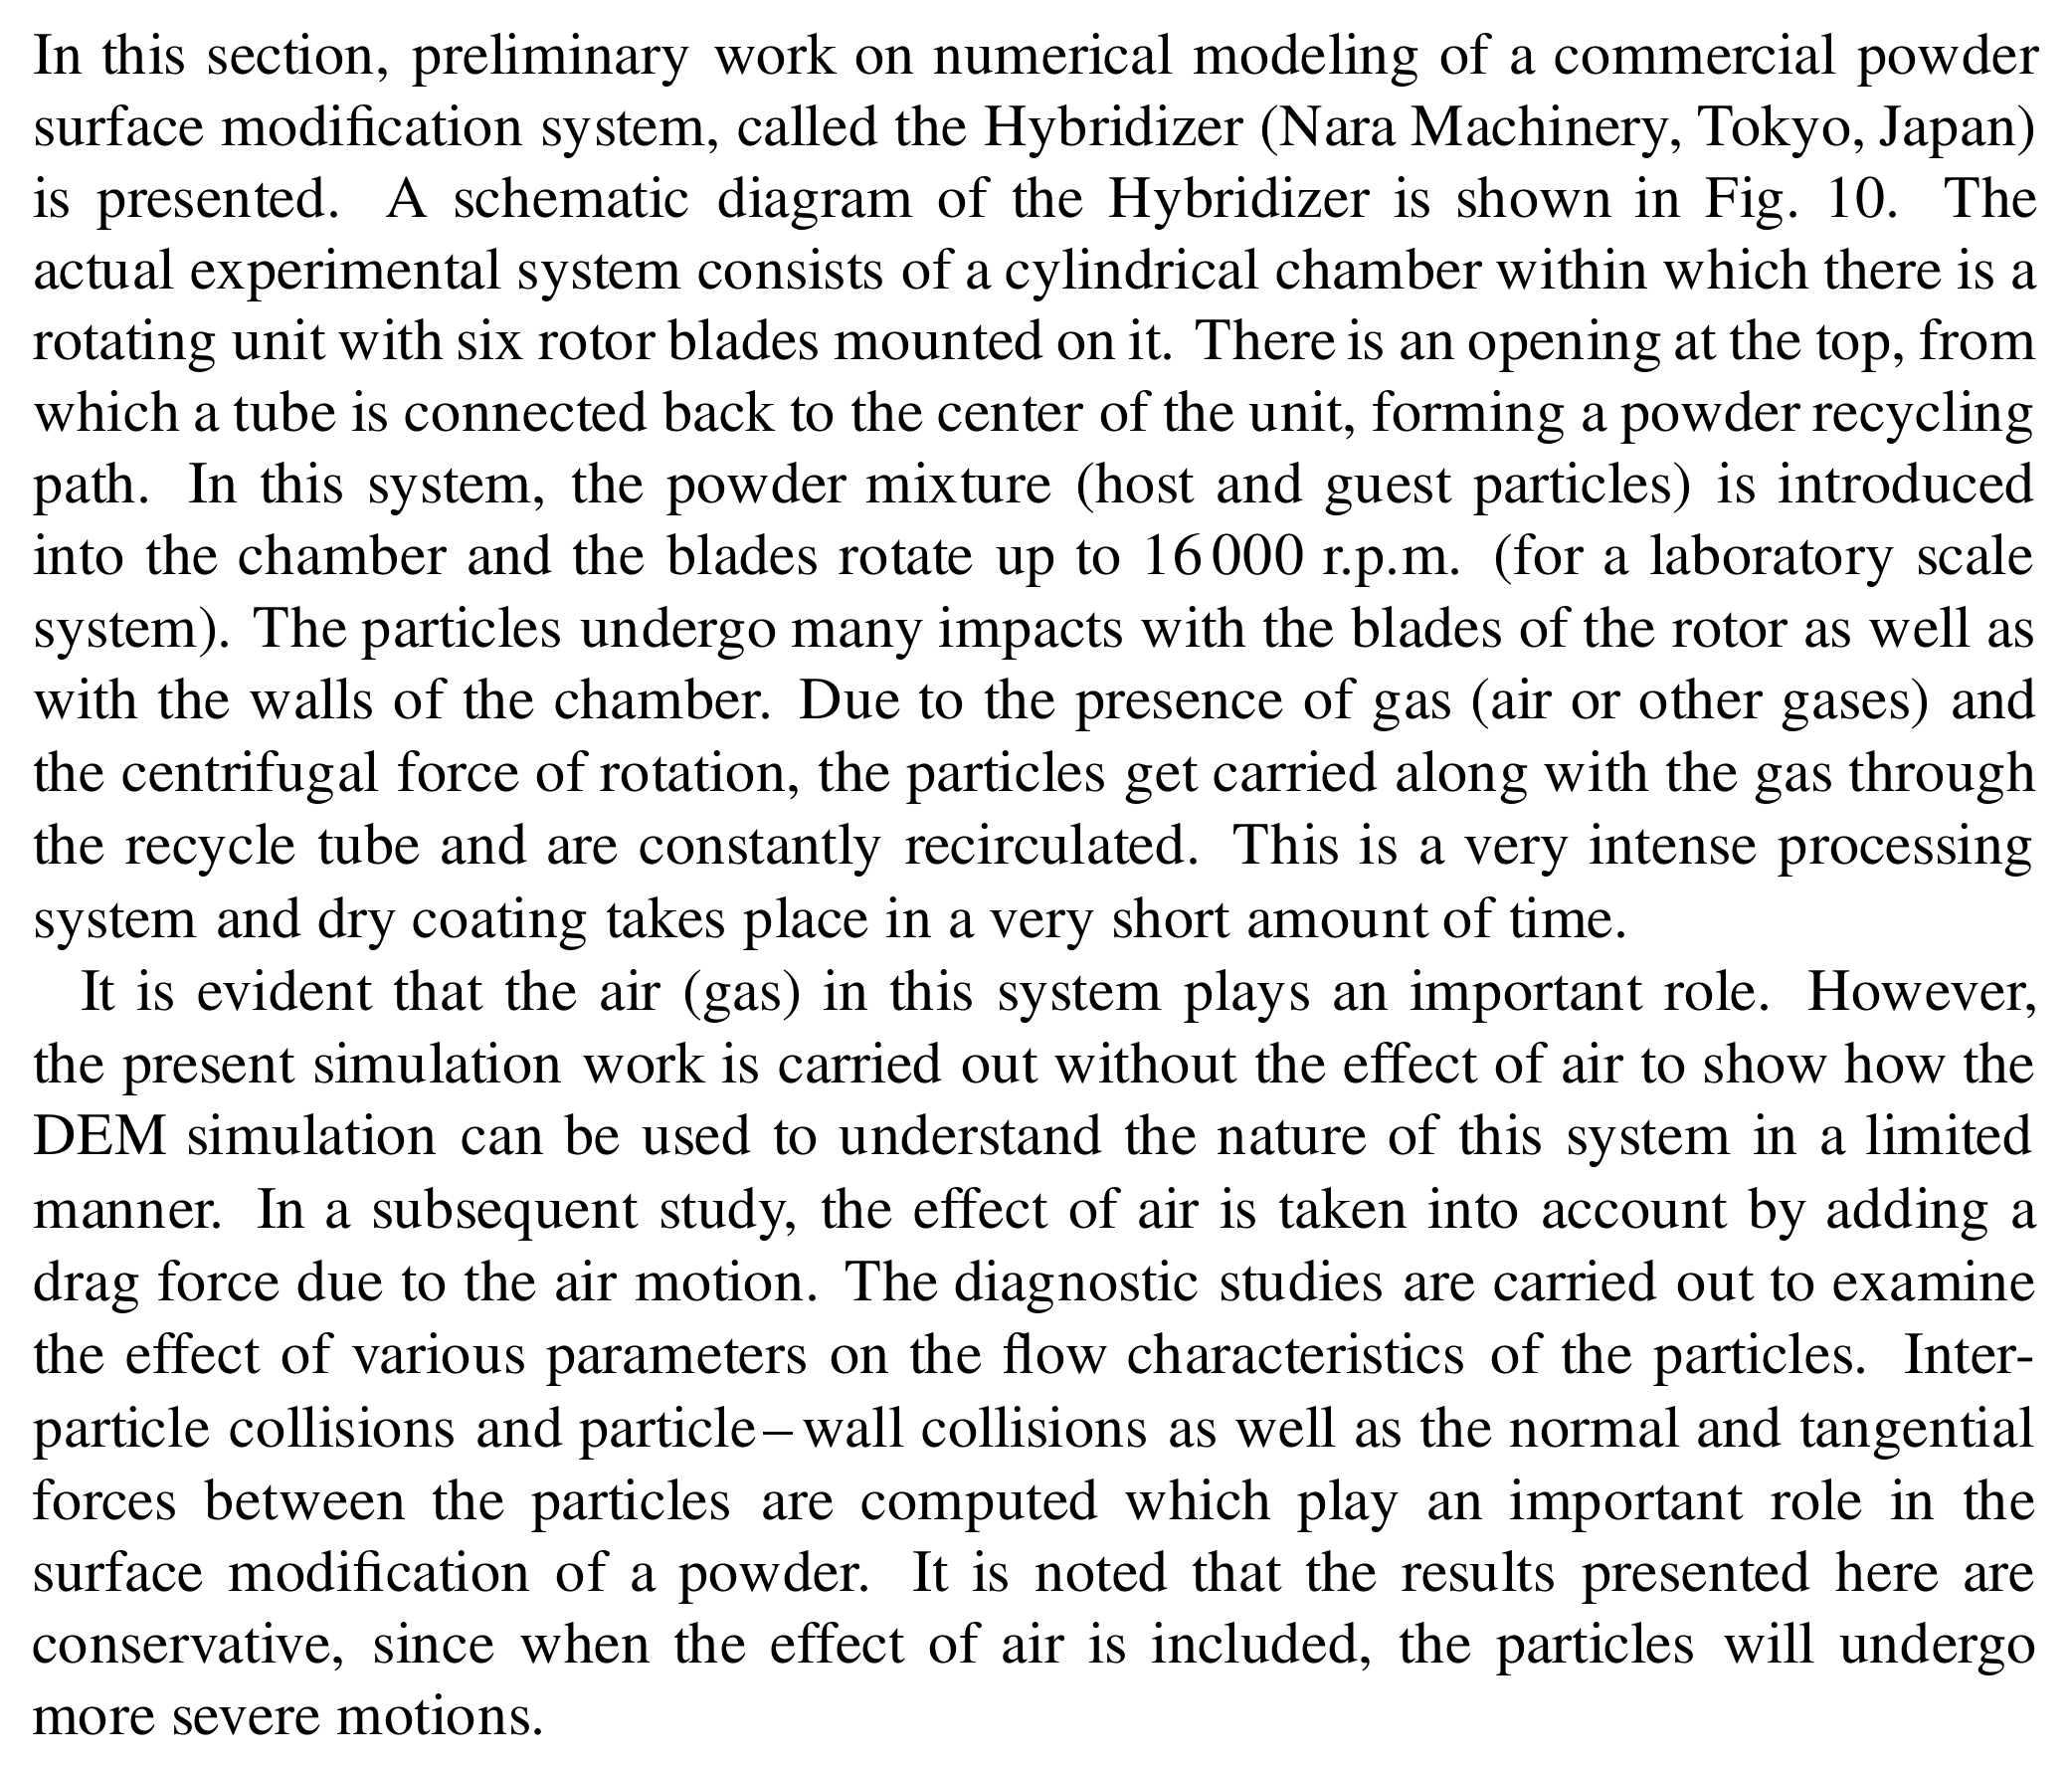 In this section, preliminary work on numerical modeling of a commercial powder
surface modification system, called the Hybridizer (Nara Machinery, Tokyo, Japan)
is presented. A schematic diagram of the Hybridizer is shown in Fig. 10. The
actual experimental system consists of a cylindrical chamber within which there is a
rotating unit with six rotor blades mounted on it. There is an opening at the top, from
which a tube is connected back to the center of the unit, forming a powder recycling
path. In this system, the powder mixture (host and guest particles) is introduced
into the chamber and the blades rotate up to 16 000 r.p.m. (for a laboratory scale
system). The particles undergo many impacts with the blades of the rotor as well as
with the walls of the chamber. Due to the presence of gas (air or other gases) and
the centrifugal force of rotation, the particles get carried along with the gas through
the recycle tube and are constantly recirculated. This is a very intense processing
system and dry coating takes place in a very short amount of time.
It is evident that the air (gas) in this system plays an important role. However,
the present simulation work is carried out without the effect of air to show how the
DEM simulation can be used to understand the nature of this system in a limited
manner. In a subsequent study, the effect of air is taken into account by adding a
drag force due to the air motion. The diagnostic studies are carried out to examine
the effect of various parameters on the flow characteristics of the particles. Inter-
particle collisions and particle – wall collisions as well as the normal and tangential
forces between the particles are computed which play an important role in the
surface modification of a powder. It is noted that the results presented here are
conservative, since when the effect of air is included, the particles will undergo
more severe motions.